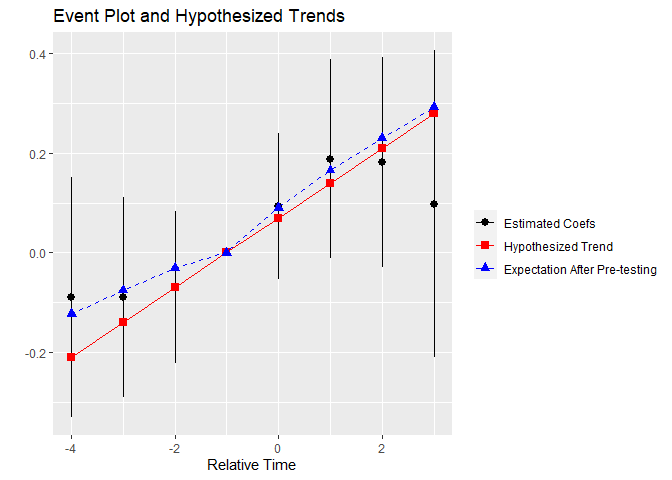 Event Plot and Hypothesized Trends
0.4
0.2
0.0
-0.2
-4
-2
0
2
Relative Time
Estimated Coefs
Hypothesized Trend
Expectation After Pre-testing